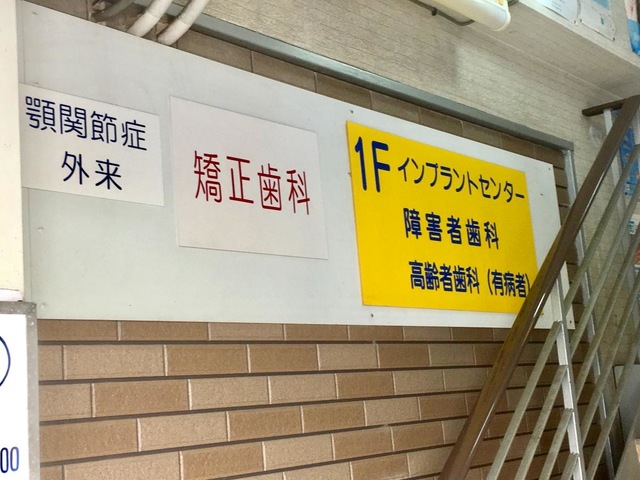 顎関節症
外来
矯正歯科
1F インプラントセンター
障害者歯科
高齢者歯科(有病者)
00